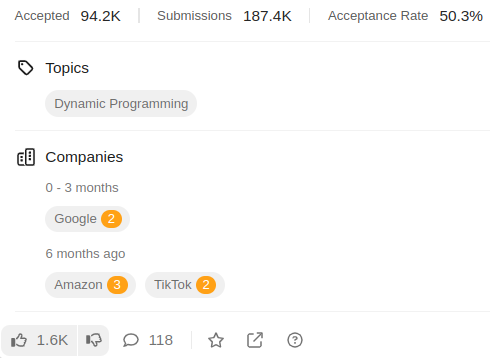 Accepted 94.2K Submissions 187.4K Acceptance Rate 50.3%
Topics
Dynamic Programming
Companies
0 - 3 months
Google 2
6 months ago
Amazon 3 TikTok 2
1.6K 118